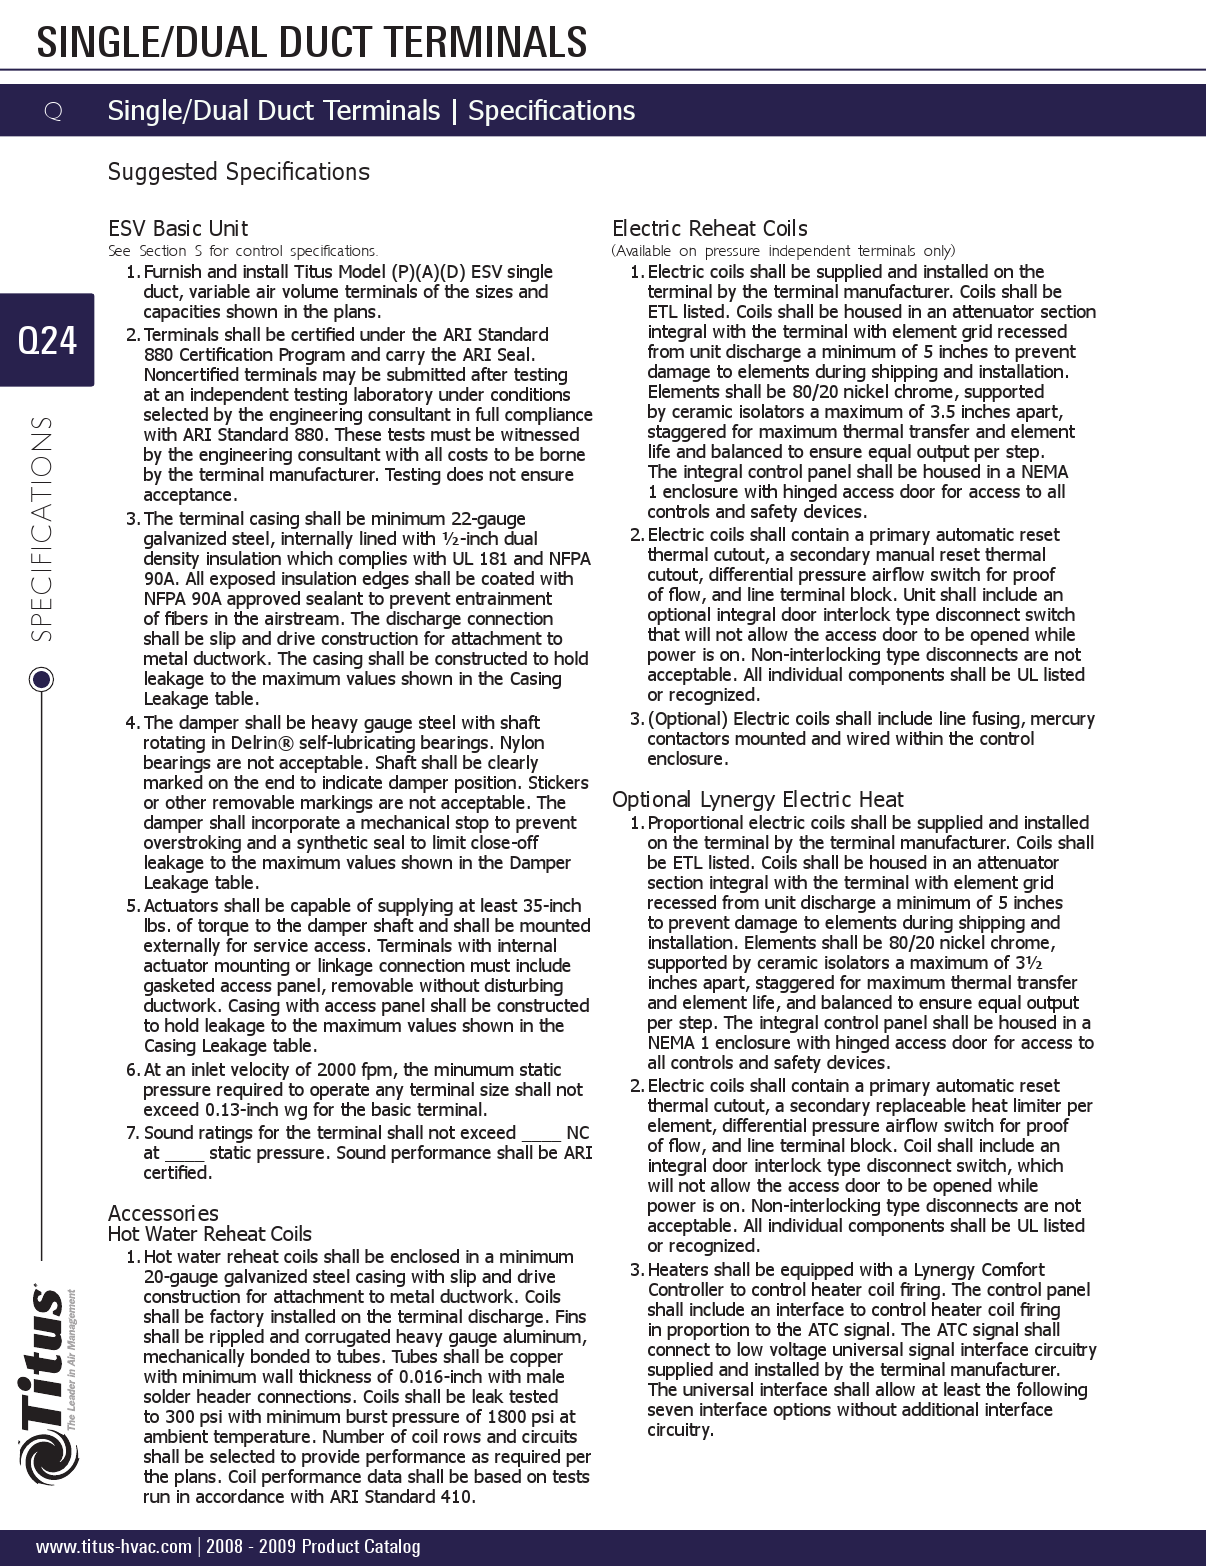 SINGLE/DUAL DUCT TERMINALS
Q
Single/Dual Duct Terminals | Specifications
Suggested Specifications
ESV Basic Unit
See Section S for control specifications.
1. Furnish and install Titus Model (P)(A)(D) ESV single
duct, variable air volume terminals of the sizes and
capacities shown in the plans.
2. Terminals shall be certified under the ARI Standard
880 Certification Program and carry the ARI Seal.
Noncertified terminals may be submitted after testing
at an independent testing laboratory under conditions
selected by the engineering consultant in full compliance
with ARI Standard 880. These tests must be witnessed
by the engineering consultant with all costs to be borne
by the terminal manufacturer. Testing does not ensure
acceptance.
3. The terminal casing shall be minimum 22-gauge
galvanized steel, internally lined with ½-inch dual
density insulation which complies with UL 181 and NFPA
90A. All exposed insulation edges shall be coated with
NFPA 90A approved sealant to prevent entrainment
of fibers in the airstream. The discharge connection
shall be slip and drive construction for attachment to
metal ductwork. The casing shall be constructed to hold
leakage to the maximum values shown in the Casing
Leakage table.
4. The damper shall be heavy gauge steel with shaft
rotating in Delrin® self-lubricating bearings. Nylon
bearings are not acceptable. Shaft shall be clearly
marked on the end to indicate damper position. Stickers
or other removable markings are not acceptable. The
damper shall incorporate a mechanical stop to prevent
overstroking and a synthetic seal to limit close-off
leakage to the maximum values shown in the Damper
Leakage table.
5. Actuators shall be capable of supplying at least 35-inch
lbs. of torque to the damper shaft and shall be mounted
externally for service access. Terminals with internal
actuator mounting or linkage connection must include
gasketed access panel, removable without disturbing
ductwork. Casing with access panel shall be constructed
to hold leakage to the maximum values shown in the
Casing Leakage table.
6. At an inlet velocity of 2000 fpm, the minumum static
pressure required to operate any terminal size shall not
exceed 0.13-inch wg for the basic terminal.
7. Sound ratings for the terminal shall not exceed ____ NC
at ____ static pressure. Sound performance shall be ARI
certified.
Accessories
Hot Water Reheat Coils
1. Hot water reheat coils shall be enclosed in a minimum
20-gauge galvanized steel casing with slip and drive
construction for attachment to metal ductwork. Coils
shall be factory installed on the terminal discharge. Fins
shall be rippled and corrugated heavy gauge aluminum,
mechanically bonded to tubes. Tubes shall be copper
with minimum wall thickness of 0.016-inch with male
solder header connections. Coils shall be leak tested
to 300 psi with minimum burst pressure of 1800 psi at
ambient temperature. Number of coil rows and circuits
shall be selected to provide performance as required per
the plans. Coil performance data shall be based on tests
run in accordance with ARI Standard 410.
Electric Reheat Coils
(Available on pressure independent terminals only)
1. Electric coils shall be supplied and installed on the
terminal by the terminal manufacturer. Coils shall be
ETL listed. Coils shall be housed in an attenuator section
integral with the terminal with element grid recessed
from unit discharge a minimum of 5 inches to prevent
damage to elements during shipping and installation.
Elements shall be 80/20 nickel chrome, supported
by ceramic isolators a maximum of 3.5 inches apart,
staggered for maximum thermal transfer and element
life and balanced to ensure equal output per step.
The integral control panel shall be housed in a NEMA
1 enclosure with hinged access door for access to all
controls and safety devices.
2. Electric coils shall contain a primary automatic reset
thermal cutout, a secondary manual reset thermal
cutout, differential pressure airflow switch for proof
of flow, and line terminal block. Unit shall include an
optional integral door interlock type disconnect switch
that will not allow the access door to be opened while
power is on. Non-interlocking type disconnects are not
acceptable. All individual components shall be UL listed
or recognized.
3. (Optional) Electric coils shall include line fusing, mercury
contactors mounted and wired within the control
enclosure.
Optional Lynergy Electric Heat
1. Proportional electric coils shall be supplied and installed
on the terminal by the terminal manufacturer. Coils shall
be ETL listed. Coils shall be housed in an attenuator
section integral with the terminal with element grid
recessed from unit discharge a minimum of 5 inches
to prevent damage to elements during shipping and
installation. Elements shall be 80/20 nickel chrome,
supported by ceramic isolators a maximum of 3½
inches apart, staggered for maximum thermal transfer
and element life, and balanced to ensure equal output
per step. The integral control panel shall be housed in a
NEMA 1 enclosure with hinged access door for access to
all controls and safety devices.
2. Electric coils shall contain a primary automatic reset
thermal cutout, a secondary replaceable heat limiter per
element, differential pressure airflow switch for proof
of flow, and line terminal block. Coil shall include an
integral door interlock type disconnect switch, which
will not allow the access door to be opened while
power is on. Non-interlocking type disconnects are not
acceptable. All individual components shall be UL listed
or recognized.
3. Heaters shall be equipped with a Lynergy Comfort
Controller to control heater coil firing. The control panel
shall include an interface to control heater coil firing
in proportion to the ATC signal. The ATC signal shall
connect to low voltage universal signal interface circuitry
supplied and installed by the terminal manufacturer.
The universal interface shall allow at least the following
seven interface options without additional interface
circuitry.
Q24
SPECIFICATIONS
Titus
The Leader in Air Management
www.titus-hvac.com | 2008 - 2009 Product Catalog